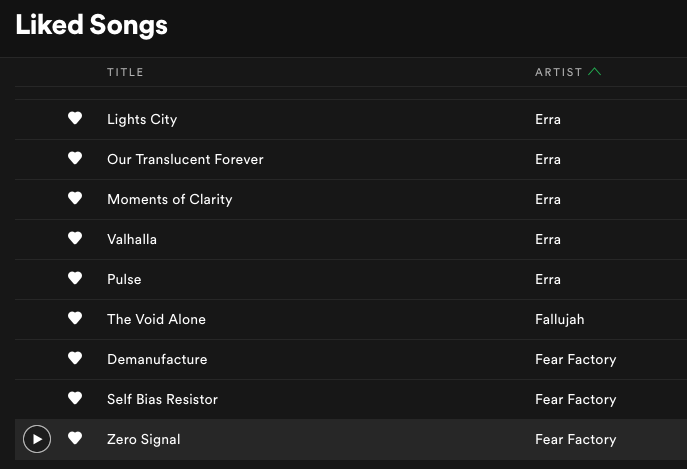 Liked Songs
TITLE ARTIST
Lights City Erra
Our Translucent Forever Erra
Moments of Clarity Erra
Valhalla Erra
Pulse Erra
The Void Alone Fallujah
Demanufacture Fear Factory
Self Bias Resistor Fear Factory
Zero Signal Fear Factory